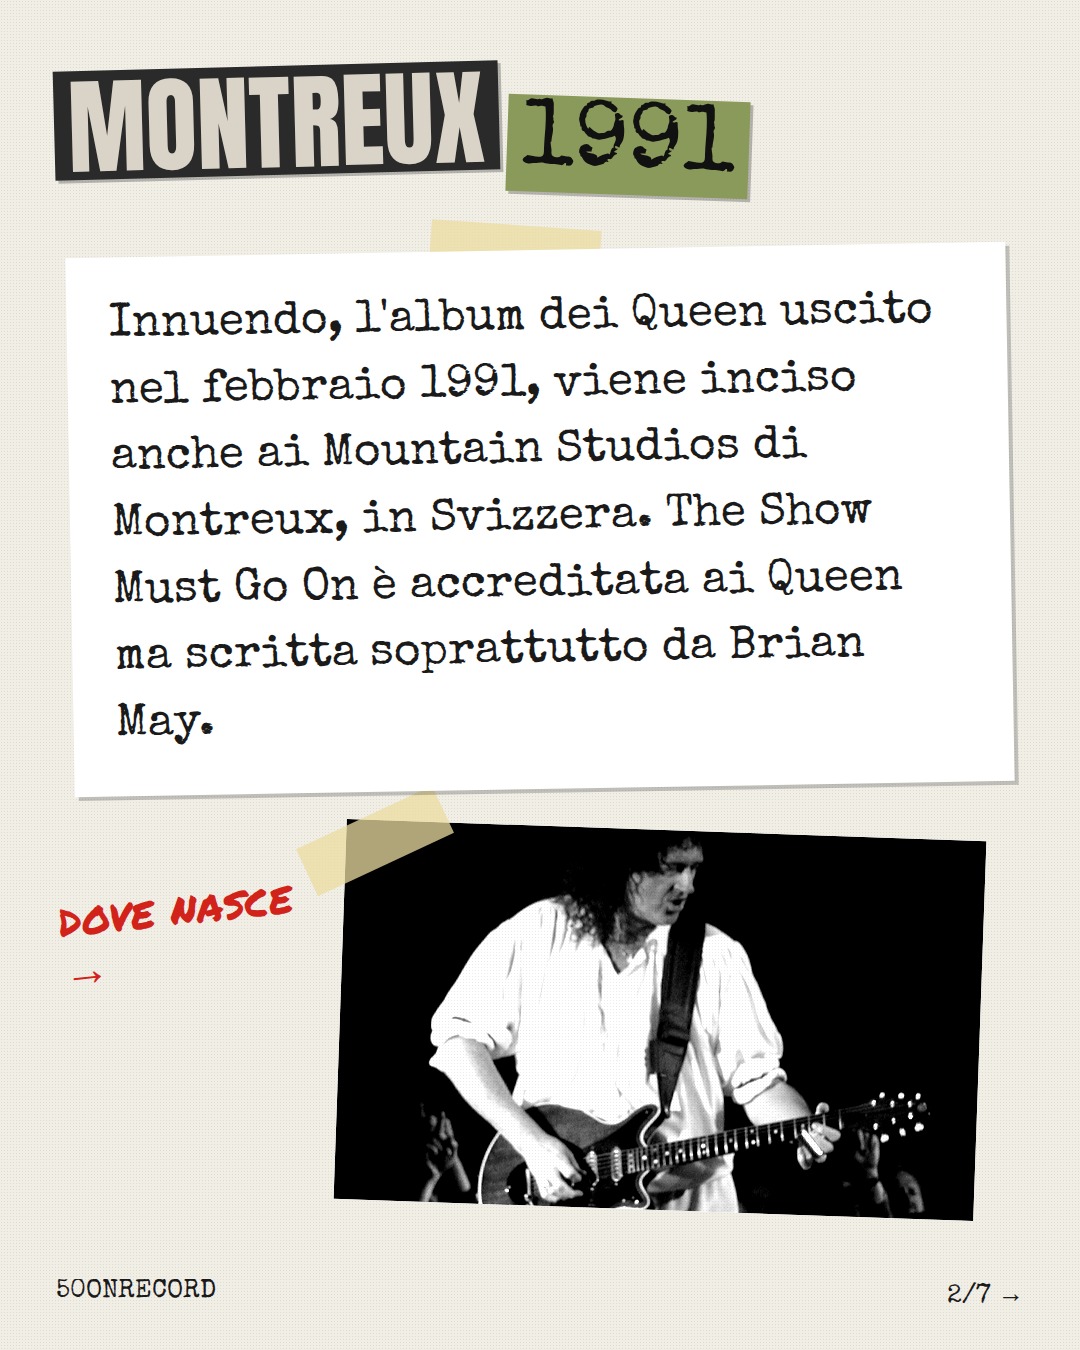 MONTREUX 1991
Innuendo, l'album dei Queen uscito
nel febbraio 1991, viene inciso
anche ai Mountain Studios di
Montreux, in Svizzera. The Show
Must Go On è accreditata ai Queen
ma scritta soprattutto da Brian
May.
DOVE NASCE
→
50ONRECORD
2/7 →